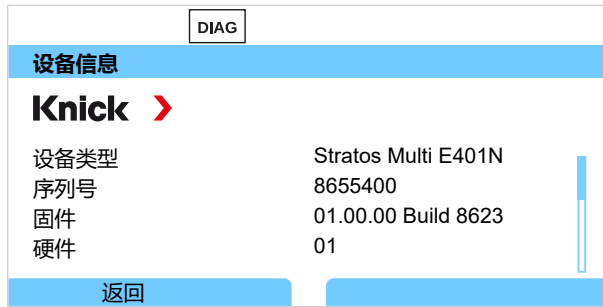 DIAG
设备信息
Knick
设备类型 Stratos Multi E401N
序列号 8655400
固件 01.00.00 Build 8623
硬件 01
返回